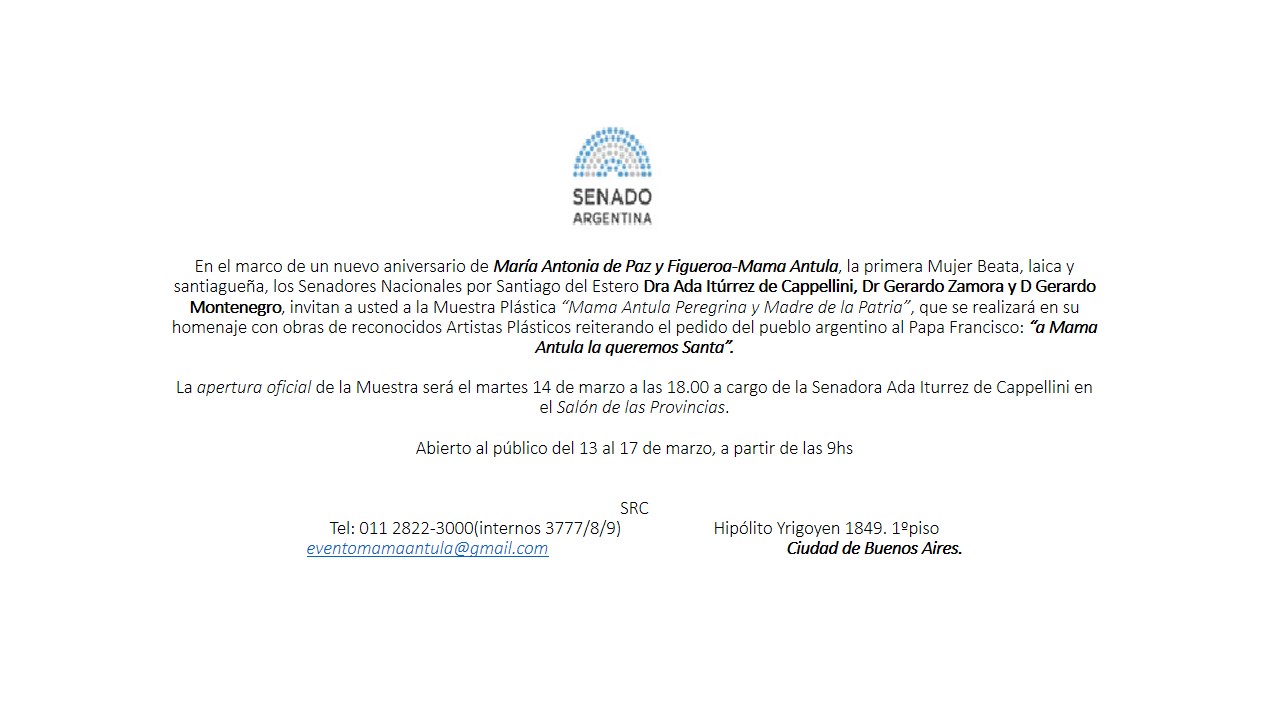 SENADO
ARGENTINA
En el marco de un nuevo aniversario de María Antonia de Paz y Figueroa-Mama Antula, la primera Mujer Beata, laica y
santiagueña, los Senadores Nacionales por Santiago del Estero Dra Ada Itúrrez de Cappellini, Dr Gerardo Zamora y D Gerardo
Montenegro, invitan a usted a la Muestra Plástica “Mama Antula Peregrina y Madre de la Patria”, que se realizará en su
homenaje con obras de reconocidos Artistas Plásticos reiterando el pedido del pueblo argentino al Papa Francisco: “a Mama
Antula la queremos Santa”.
La apertura oficial de la Muestra será el martes 14 de marzo a las 18.00 a cargo de la Senadora Ada Iturrez de Cappellini en
el Salón de las Provincias.
Abierto al público del 13 al 17 de marzo, a partir de las 9hs
SRC
Tel: 011 2822-3000(internos 3777/8/9) Hipólito Yrigoyen 1849. 1ºpiso
eventomamaantula@gmail.com Ciudad de Buenos Aires.